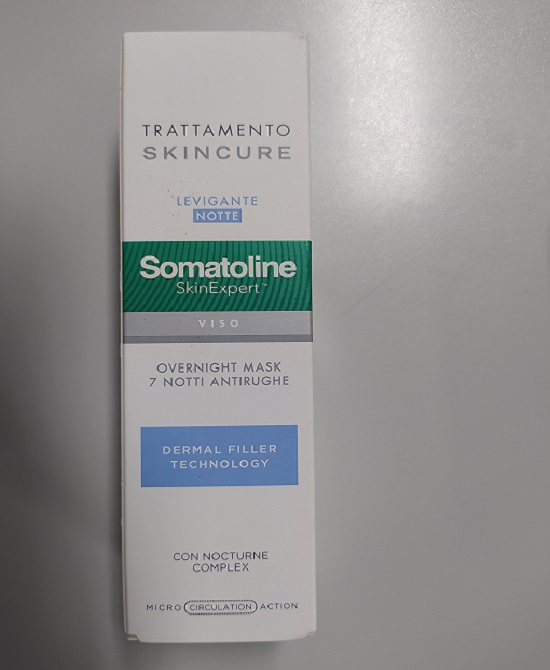 TRATTAMENTO
SKINCURE
LEVIGANTE
NOTTE
Somatoline
SkinExpert™
VISO
OVERNIGHT MASK
7 NOTTI ANTIRUGHE
DERMAL FILLER
TECHNOLOGY
CON NOCTURNE
COMPLEX
MICRO CIRCULATION ACTION